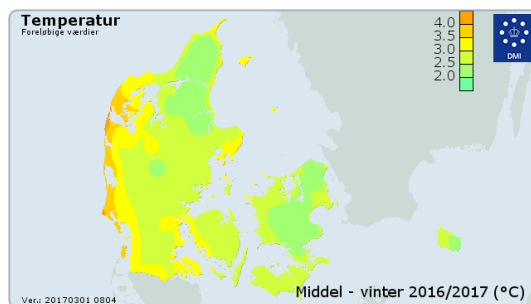 Temperatur
Foreløbige værdier
4.0
3.5
3.0
2.5
2.0
DMI
Middel - vinter 2016/2017 (°C)
Ver.: 20170301 0804